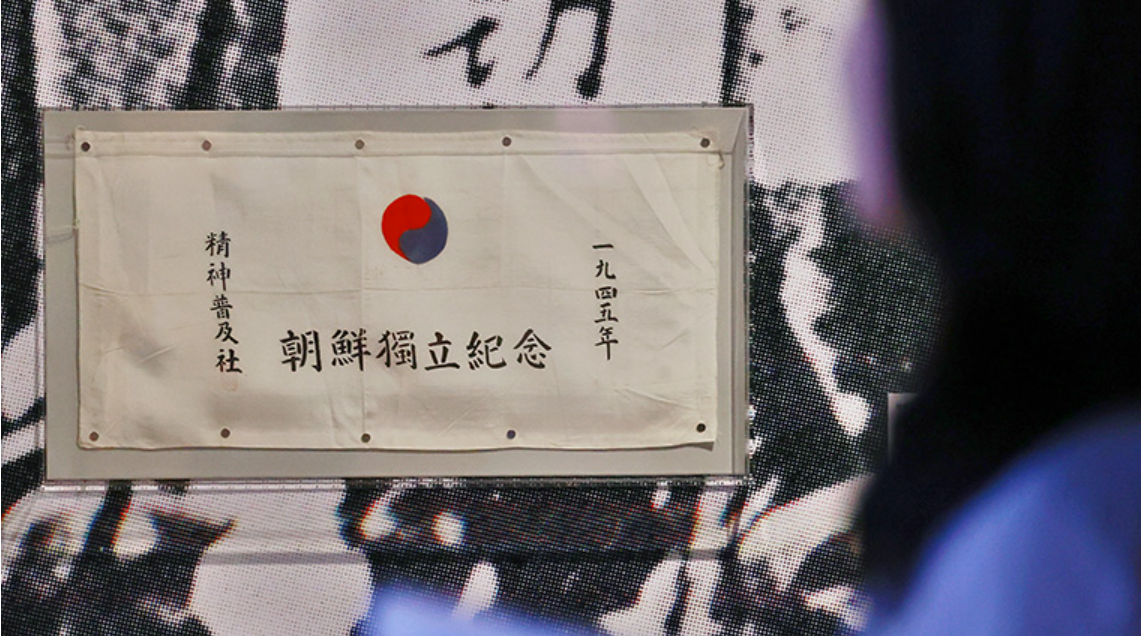 一九四五年
朝鮮獨立紀念
精神普及社